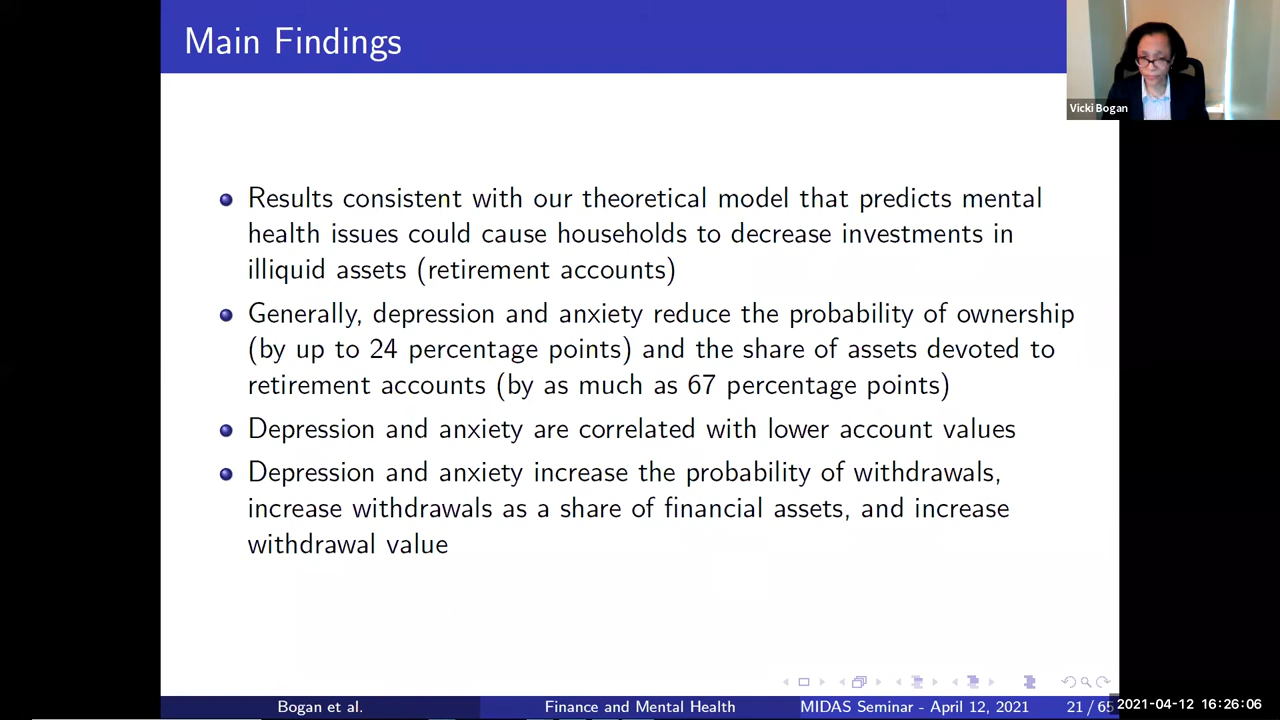 Main Findings
Vicki Bogan
Results consistent with our theoretical model that predicts mental
health issues could cause households to decrease investments in
illiquid assets (retirement accounts)
Generally, depression and anxiety reduce the probability of ownership
(by up to 24 percentage points) and the share of assets devoted to
retirement accounts (by as much as 67 percentage points)
Depression and anxiety are correlated with lower account values
Depression and anxiety increase the probability of withdrawals,
increase withdrawals as a share of financial assets, and increase
withdrawal value
Bogan et al. Finance and Mental Health MIDAS Seminar - April 12, 2021 21 / 65 2021-04-12 16:26:06